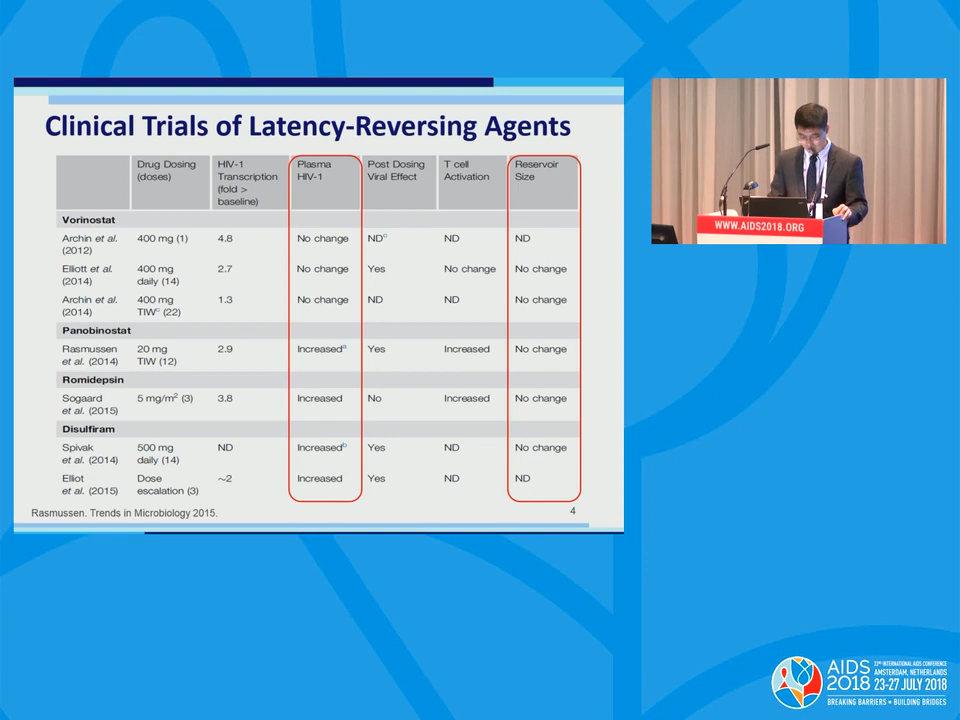 Clinical Trials of Latency-Reversing Agents
Drug Dosing (doses) HIV-1 Transcription (fold > baseline) Plasma HIV-1 Post Dosing Viral Effect T cell Activation Reservoir Size
Vorinostat
Archin et al. (2012) 400 mg (1) 4.8 No change NDc ND ND
Elliott et al. (2014) 400 mg daily (14) 2.7 No change Yes No change No change
Archin et al. (2014) 400 mg TIWc (22) 1.3 No change ND ND No change
Panobinostat
Rasmussen et al. (2014) 20 mg TIW (12) 2.9 Increaseda Yes Increased No change
Romidepsin
Sogaard et al. (2015) 5 mg/m2 (3) 3.8 Increased No Increased No change
Disulfiram
Spivak et al. (2014) 500 mg daily (14) ND Increasedb Yes ND No change
Elliot et al. (2015) Dose escalation (3) ~2 Increased Yes ND ND
Rasmussen. Trends in Microbiology 2015.
4
WWW.AIDS2018.ORG
AIDS 2018
22ND INTERNATIONAL AIDS CONFERENCE
AMSTERDAM, NETHERLANDS
23-27 JULY 2018
BREAKING BARRIERS • BUILDING BRIDGES